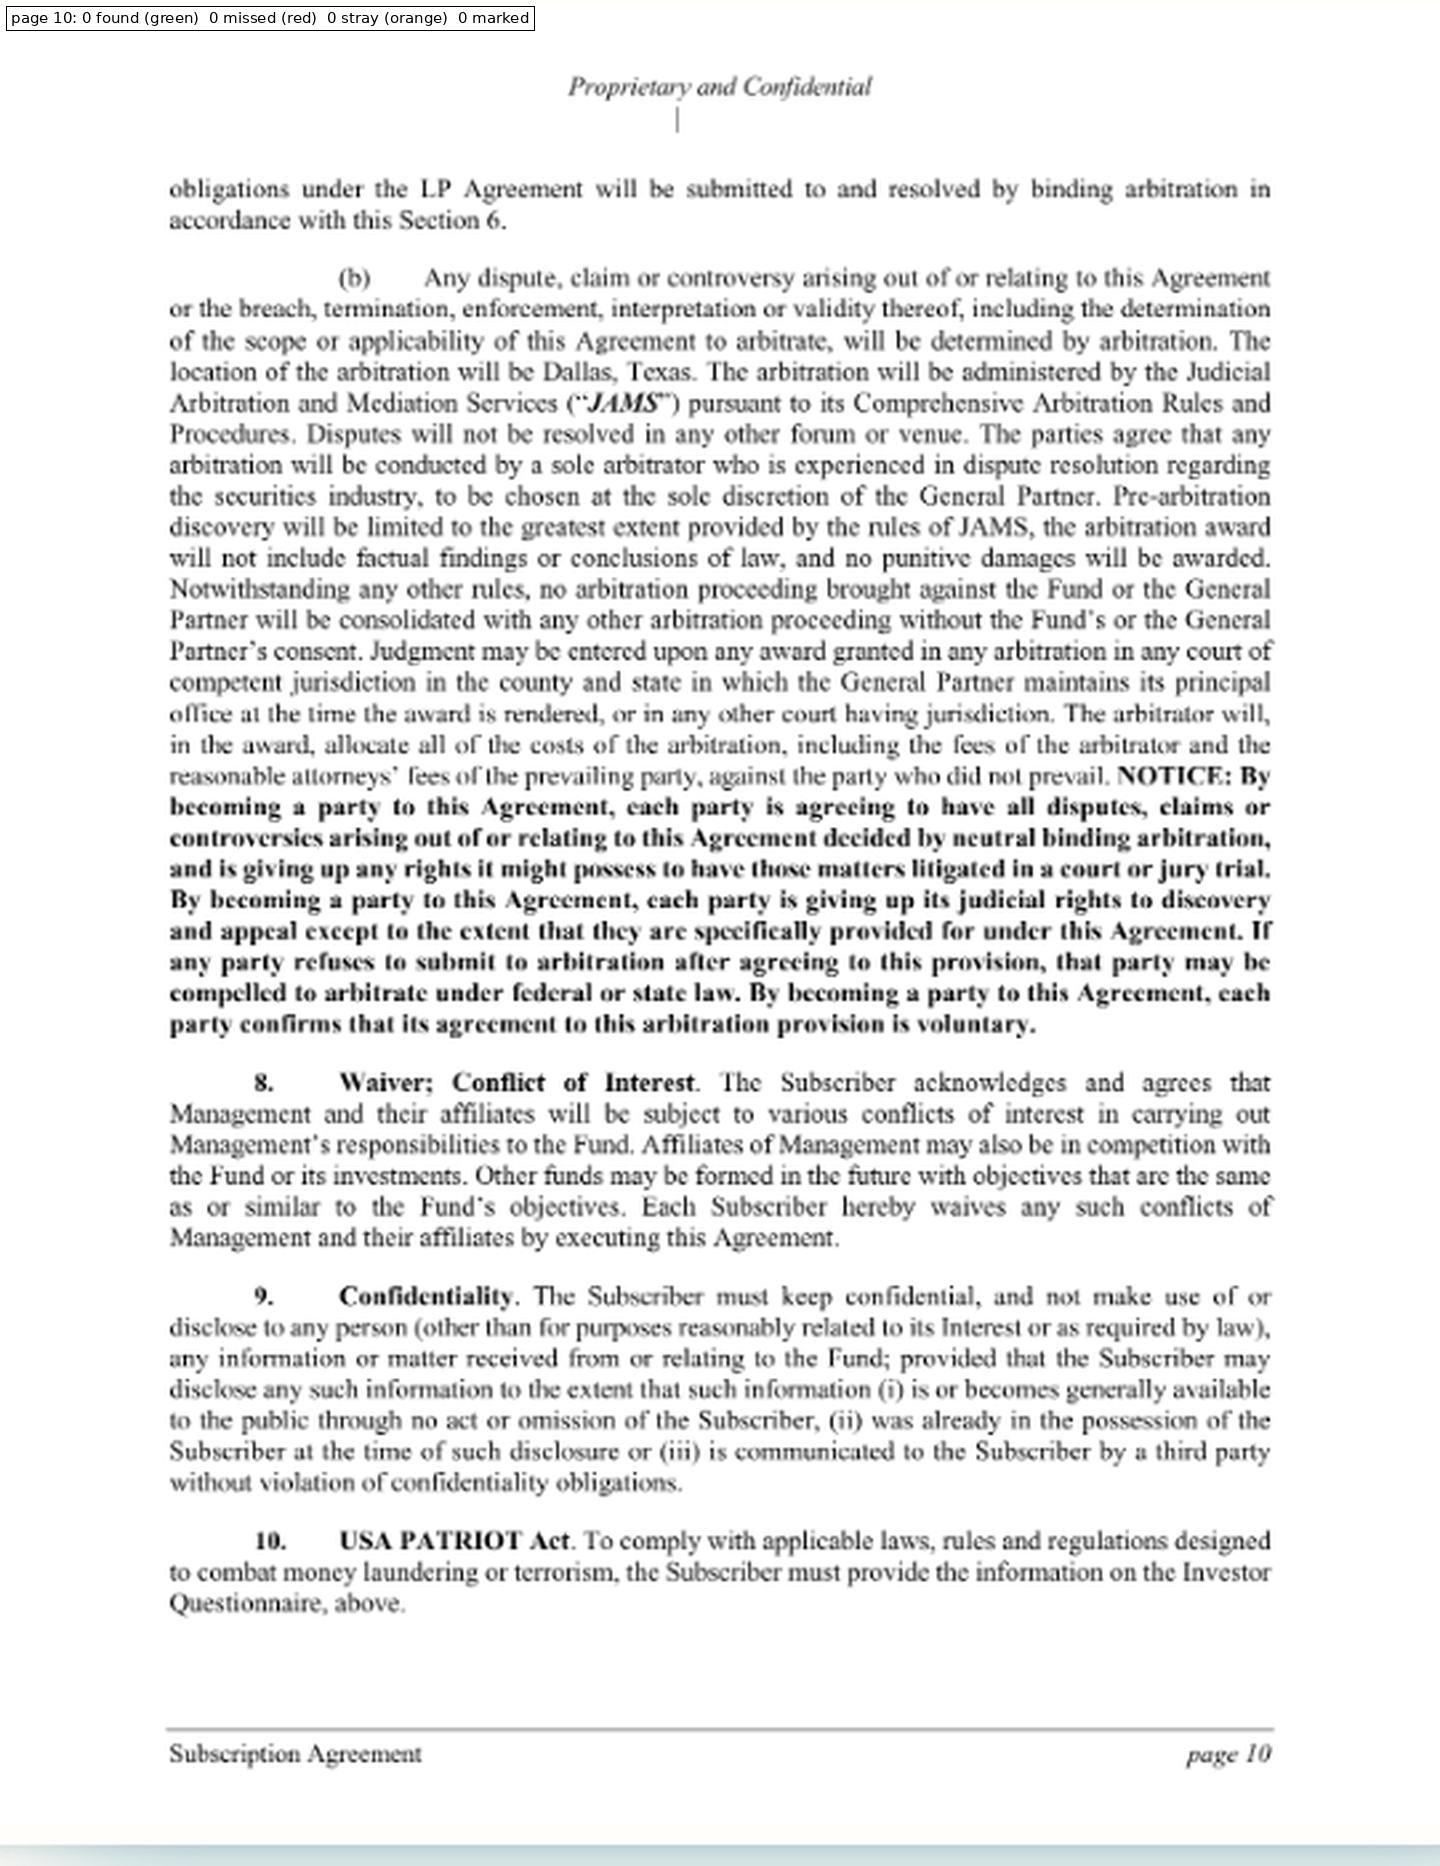 page 10: 0 found (green)  0 missed (red)  0 stray (orange)  0 marked
Proprietary and Confidential
obligations under the LP Agreement will be submitted to and resolved by binding arbitration in
accordance with this Section 6.
(b) Any dispute, claim or controversy arising out of or relating to this Agreement
or the breach, termination, enforcement, interpretation or validity thereof, including the determination
of the scope or applicability of this Agreement to arbitrate, will be determined by arbitration. The
location of the arbitration will be Dallas, Texas. The arbitration will be administered by the Judicial
Arbitration and Mediation Services (“JAMS”) pursuant to its Comprehensive Arbitration Rules and
Procedures. Disputes will not be resolved in any other forum or venue. The parties agree that any
arbitration will be conducted by a sole arbitrator who is experienced in dispute resolution regarding
the securities industry, to be chosen at the sole discretion of the General Partner. Pre-arbitration
discovery will be limited to the greatest extent provided by the rules of JAMS, the arbitration award
will not include factual findings or conclusions of law, and no punitive damages will be awarded.
Notwithstanding any other rules, no arbitration proceeding brought against the Fund or the General
Partner will be consolidated with any other arbitration proceeding without the Fund’s or the General
Partner’s consent. Judgment may be entered upon any award granted in any arbitration in any court of
competent jurisdiction in the county and state in which the General Partner maintains its principal
office at the time the award is rendered, or in any other court having jurisdiction. The arbitrator will,
in the award, allocate all of the costs of the arbitration, including the fees of the arbitrator and the
reasonable attorneys’ fees of the prevailing party, against the party who did not prevail. NOTICE: By
becoming a party to this Agreement, each party is agreeing to have all disputes, claims or
controversies arising out of or relating to this Agreement decided by neutral binding arbitration,
and is giving up any rights it might possess to have those matters litigated in a court or jury trial.
By becoming a party to this Agreement, each party is giving up its judicial rights to discovery
and appeal except to the extent that they are specifically provided for under this Agreement. If
any party refuses to submit to arbitration after agreeing to this provision, that party may be
compelled to arbitrate under federal or state law. By becoming a party to this Agreement, each
party confirms that its agreement to this arbitration provision is voluntary.
8. Waiver; Conflict of Interest. The Subscriber acknowledges and agrees that
Management and their affiliates will be subject to various conflicts of interest in carrying out
Management’s responsibilities to the Fund. Affiliates of Management may also be in competition with
the Fund or its investments. Other funds may be formed in the future with objectives that are the same
as or similar to the Fund’s objectives. Each Subscriber hereby waives any such conflicts of
Management and their affiliates by executing this Agreement.
9. Confidentiality. The Subscriber must keep confidential, and not make use of or
disclose to any person (other than for purposes reasonably related to its Interest or as required by law),
any information or matter received from or relating to the Fund; provided that the Subscriber may
disclose any such information to the extent that such information (i) is or becomes generally available
to the public through no act or omission of the Subscriber, (ii) was already in the possession of the
Subscriber at the time of such disclosure or (iii) is communicated to the Subscriber by a third party
without violation of confidentiality obligations.
10. USA PATRIOT Act. To comply with applicable laws, rules and regulations designed
to combat money laundering or terrorism, the Subscriber must provide the information on the Investor
Questionnaire, above.
Subscription Agreement page 10